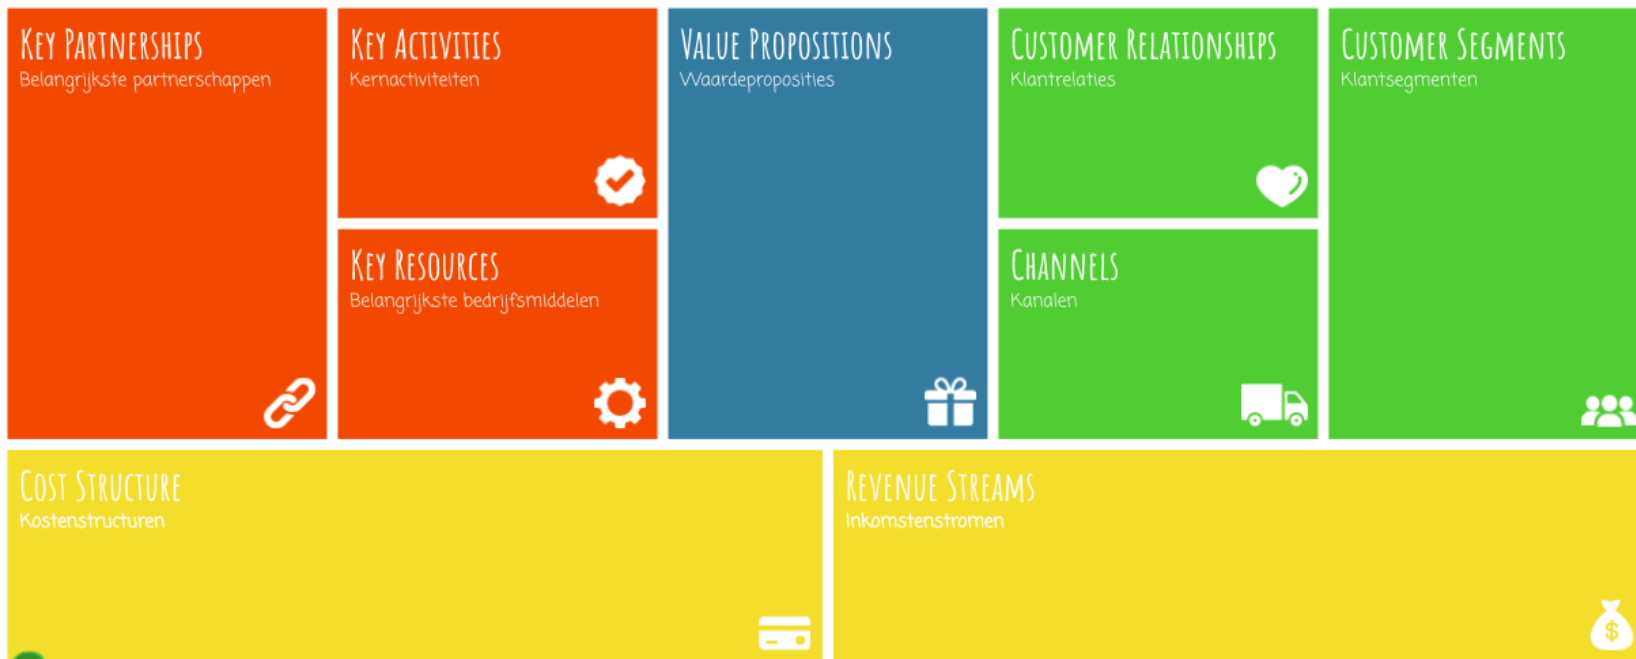 Key Partnerships
Belangrijkste partnerschappen
Key Activities
Kernactiviteiten
Key Resources
Belangrijkste bedrijfsmiddelen
Value Propositions
Waardeproposities
Customer Relationships
Klantrelaties
Channels
Kanalen
Customer Segments
Klantsegmenten
Cost Structure
Kostenstructuren
Revenue Streams
Inkomstenstromen
$